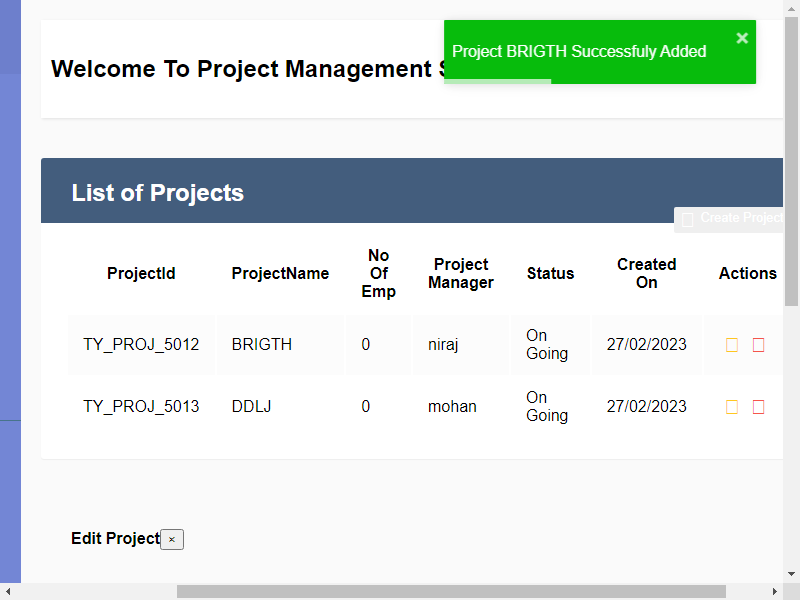 Welcome To Project Management
Project BRIGTH Successfuly Added
×
List of Projects
Create Project
ProjectId ProjectName No Of Emp Project Manager Status Created On Actions
TY_PROJ_5012 BRIGTH 0 niraj On Going 27/02/2023
TY_PROJ_5013 DDLJ 0 mohan On Going 27/02/2023
Edit Project ×